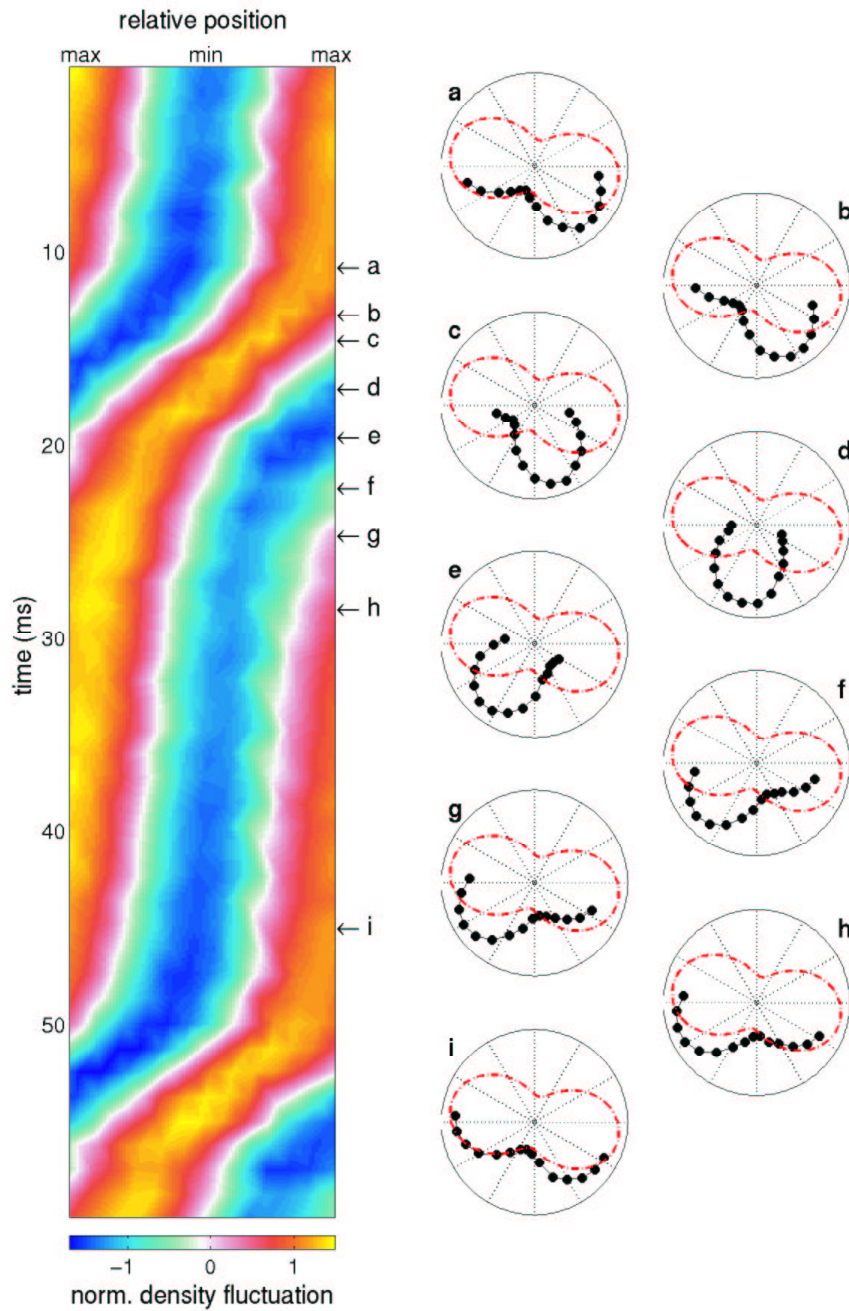 relative position
max min max
a
b
10
a
b
c
c
d
20
e
d
f
g
e
h
30
time (ms)
f
g
40
i
h
50
i
−1 0 1
norm. density fluctuation